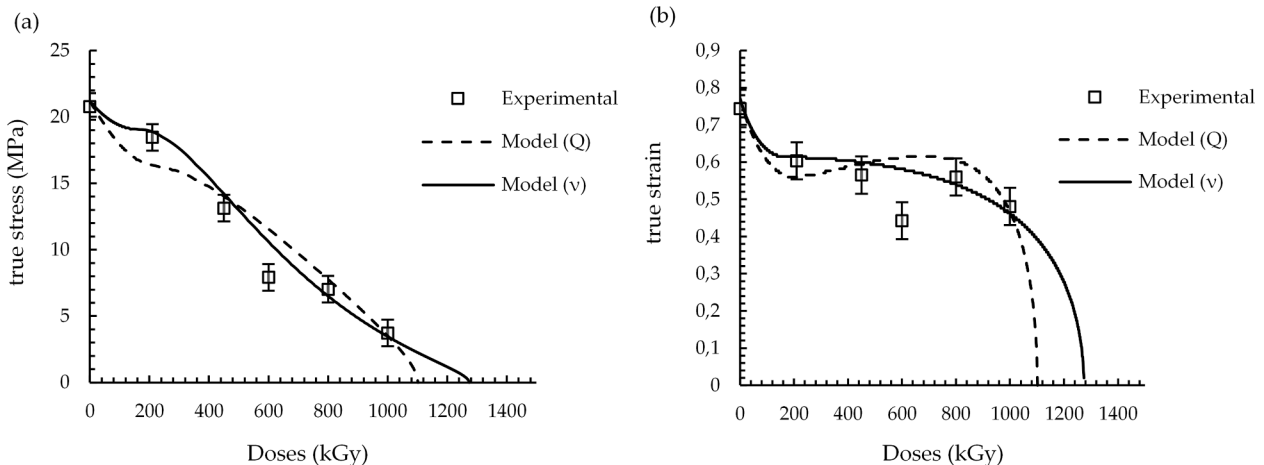 (a)
25
20
15
10
5
0
true stress (MPa)
0 200 400 600 800 1000 1200 1400
Doses (kGy)
Experimental
Model (Q)
Model (ν)
(b)
0,9
0,8
0,7
0,6
0,5
0,4
0,3
0,2
0,1
0
true strain
0 200 400 600 800 1000 1200 1400
Doses (kGy)
Experimental
Model (Q)
Model (ν)